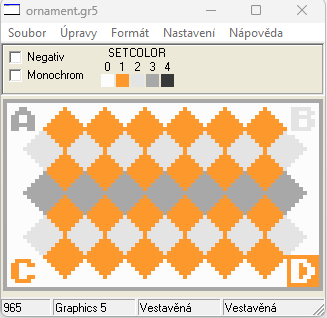 ornament.gr5
Soubor Úpravy Formát Nastavení Nápověda
Negativ SETCOLOR
0 1 2 3 4
Monochrom
A B
C D
965 Graphics 5 Vestavěná Vestavěná